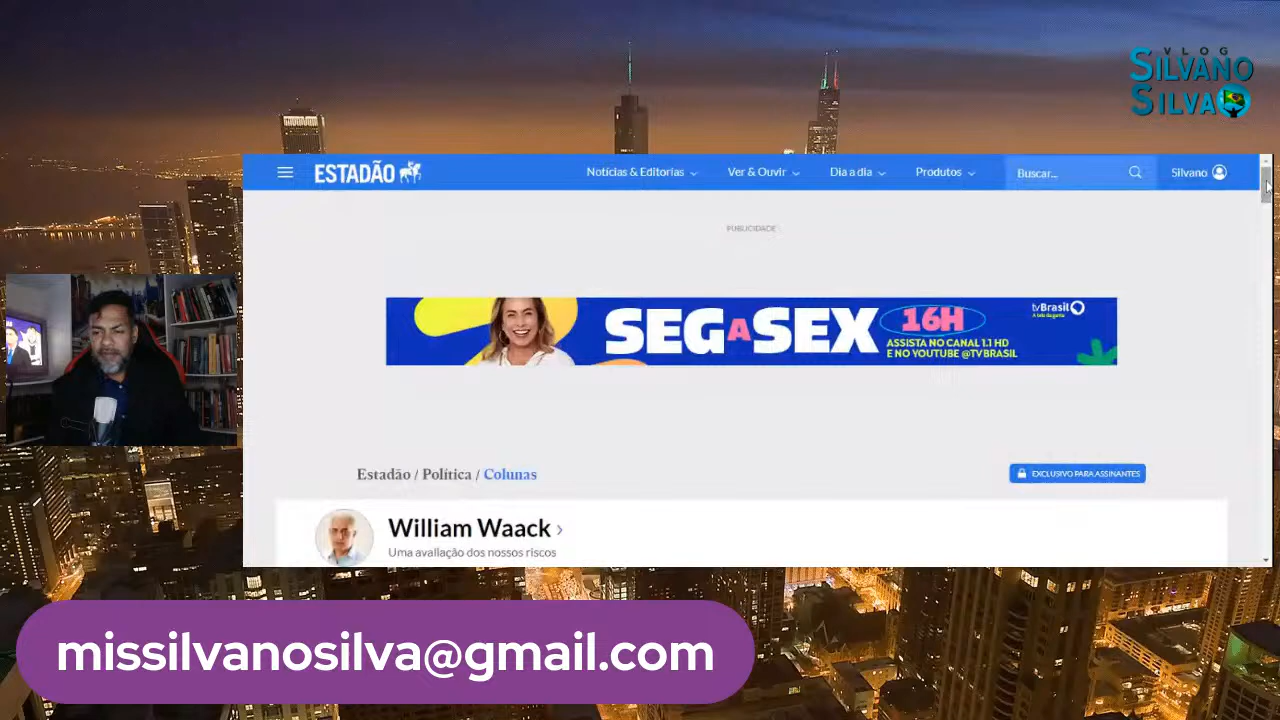 VLOG
SILVANO
SILVA
ESTADÃO
Notícias & Editorias
Ver & Ouvir
Dia a dia
Produtos
Buscar...
Silvano
PUBLICIDADE
SEG A SEX
16H
ASSISTA NO CANAL 1.1 HD
E NO YOUTUBE @TVBRASIL
tvBrasil
Estadão / Política / Colunas
EXCLUSIVO PARA ASSINANTES
William Waack ›
Uma avaliação dos nossos riscos
missilvanosilva@gmail.com